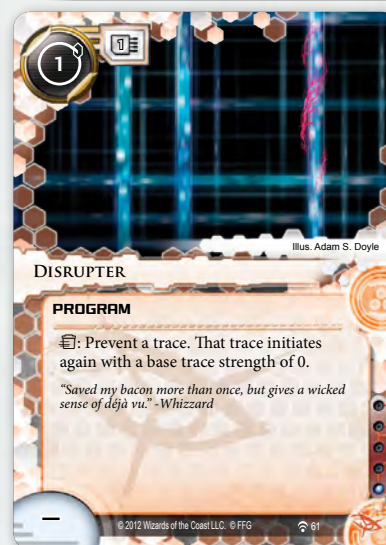 1
1
Illus. Adam S. Doyle
Disrupter
PROGRAM
: Prevent a trace. That trace initiates
again with a base trace strength of 0.
“Saved my bacon more than once, but gives a wicked
sense of déjà vu.” -Whizzard
–
© 2012 Wizards of the Coast LLC. © FFG
61